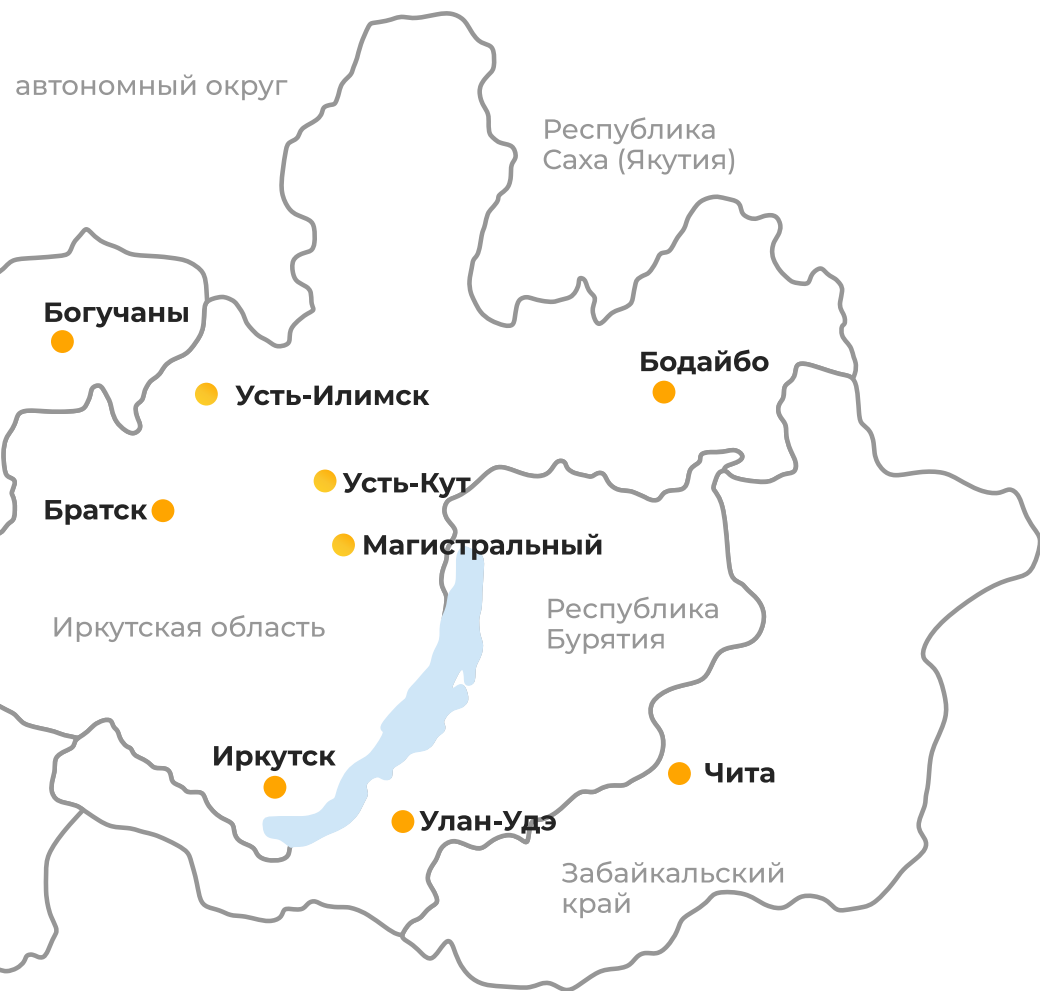 автономный округ
Республика
Саха (Якутия)
Богучаны
Бодайбо
Усть-Илимск
Усть-Кут
Братск
Магистральный
Республика
Бурятия
Иркутская область
Иркутск
Чита
Улан-Удэ
Забайкальский
край